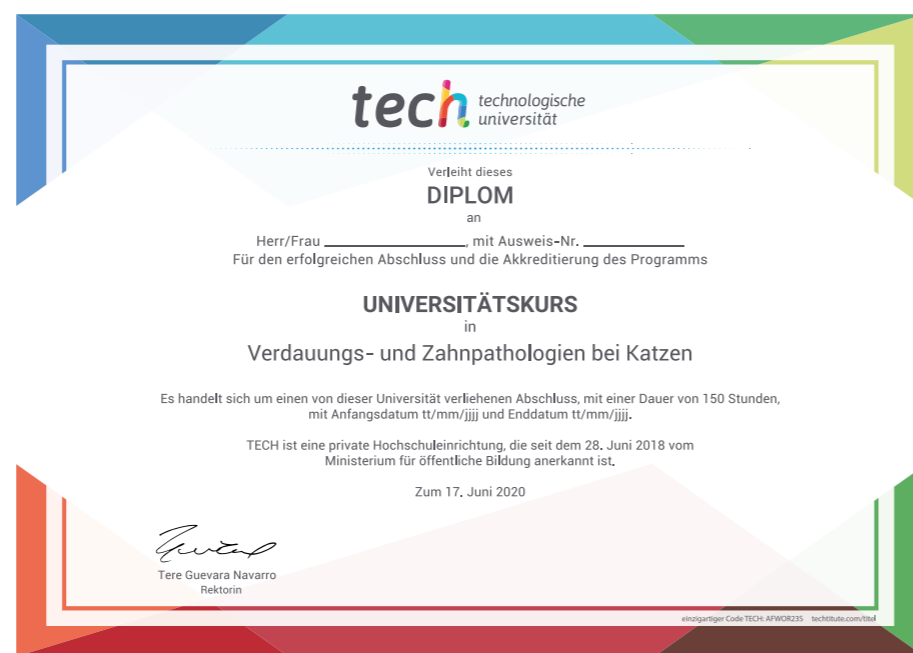 tech technologische
universität
Verleiht dieses
DIPLOM
an
Herr/Frau ____________________, mit Ausweis-Nr. ______________
Für den erfolgreichen Abschluss und die Akkreditierung des Programms
UNIVERSITÄTSKURS
in
Verdauungs- und Zahnpathologien bei Katzen
Es handelt sich um einen von dieser Universität verliehenen Abschluss, mit einer Dauer von 150 Stunden,
mit Anfangsdatum tt/mm/jjjj und Enddatum tt/mm/jjjj.
TECH ist eine private Hochschuleinrichtung, die seit dem 28. Juni 2018 vom
Ministerium für öffentliche Bildung anerkannt ist.
Zum 17. Juni 2020
Tere Guevara Navarro
Rektorin
einzigartiger Code TECH: AFWOR23S techtitute.com/titel